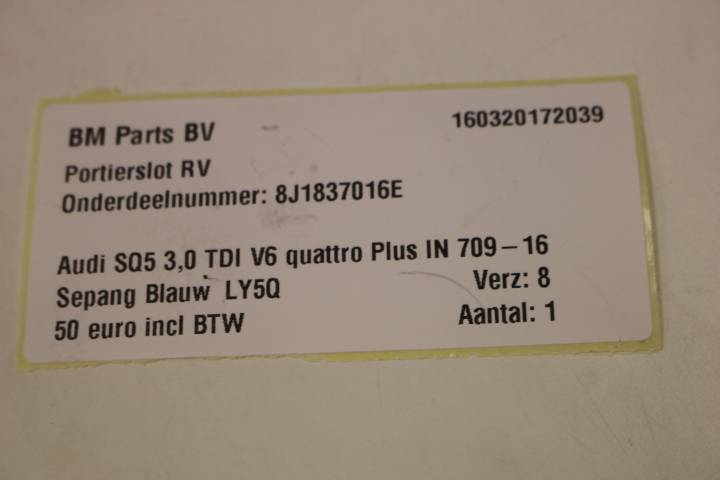 BM Parts BV
160320172039
Portierslot RV
Onderdeelnummer: 8J1837016E
Audi SQ5 3,0 TDI V6 quattro Plus IN 709-16
Sepang Blauw LY5Q
Verz: 8
50 euro incl BTW
Aantal: 1